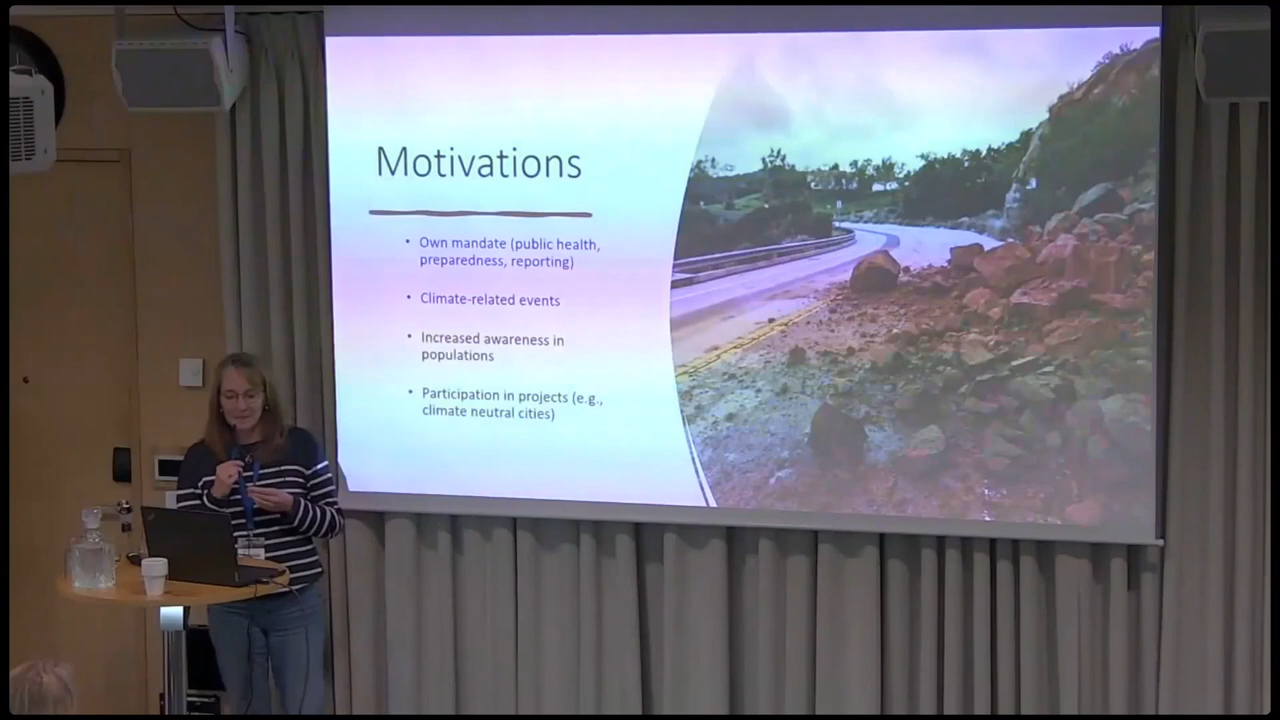 Motivations
• Own mandate (public health,
preparedness, reporting)
• Climate-related events
• Increased awareness in
populations
• Participation in projects (e.g.,
climate neutral cities)